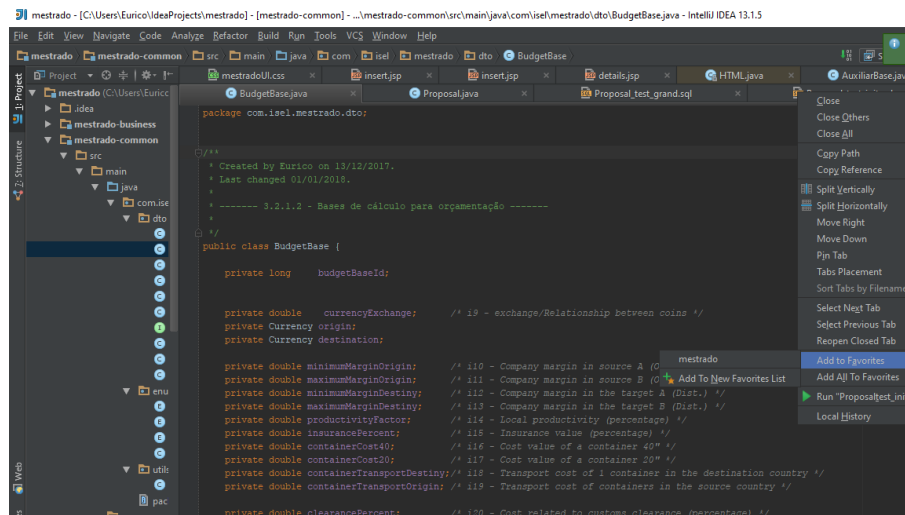 mestrado - [C:\Users\Eurico\IdeaProjects\mestrado] - [mestrado-common] - ...\mestrado-common\src\main\java\com\isel\mestrado\dto\BudgetBase.java - IntelliJ IDEA 13.1.5
File Edit View Navigate Code Analyze Refactor Build Run Tools VCS Window Help
mestrado mestrado-common src main java com isel mestrado dto BudgetBase
Project mestradoUI.css insert.jsp insert.jsp details.jsp HTML.java AuxiliarBase.jav
BudgetBase.java Proposal.java Proposal_test_grand.sql
1: Project
Z: Structure
Web
mestrado (C:\Users\Euricc
.idea
mestrado-business
mestrado-common
src
main
java
com.ise
dto
enu
utils
pac
package com.isel.mestrado.dto;
/**
* Created by Eurico on 13/12/2017.
* Last changed 01/01/2018.
*
* ------- 3.2.1.2 - Bases de cálculo para orçamentação -------
*
*/
public class BudgetBase {
private long budgetBaseId;
private double currencyExchange; /* i9 - exchange/Relationship between coins */
private Currency origin;
private Currency destination;
private double minimumMarginOrigin; /* i10 - Company margin in source A (O
private double maximumMarginOrigin; /* i11 - Company margin in source B (O
private double minimumMarginDestiny; /* i12 - Company margin in the target A (Dist.) */
private double maximumMarginDestiny; /* i13 - Company margin in the target B (Dist.) */
private double productivityFactor; /* i14 - Local productivity (percentage) */
private double insurancePercent; /* i15 - Insurance value (percentage) */
private double containerCost40; /* i16 - Cost value of a container 40" */
private double containerCost20; /* i17 - Cost value of a container 20" */
private double containerTransportDestiny;/* i18 - Transport cost of 1 container in the destination country */
private double containerTransportOrigin; /* i19 - Transport cost of containers in the source country */
private double clearancePercent; /* i20 - Cost related to customs clearance (percentage) */
Close
Close Others
Close All
Copy Path
Copy Reference
Split Vertically
Split Horizontally
Move Right
Move Down
Pin Tab
Tabs Placement
Sort Tabs by Filename
Select Next Tab
Select Previous Tab
Reopen Closed Tab
Add to Favorites
Add All To Favorites
Run "Proposaltest_ini
Local History
mestrado
Add To New Favorites List